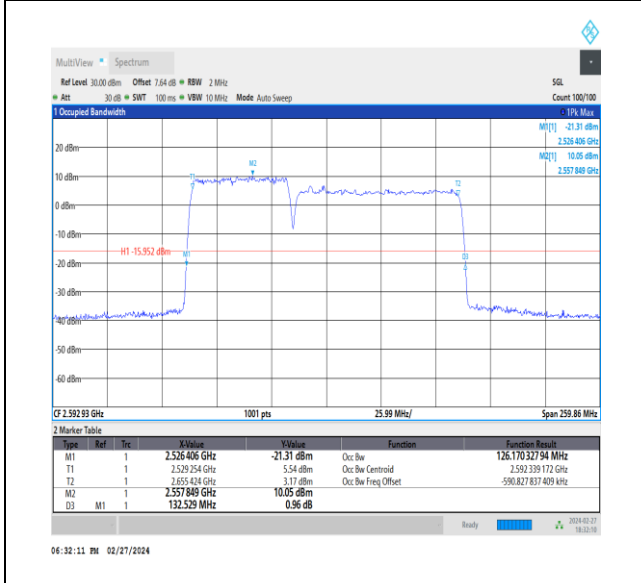 MultiView Spectrum
Ref Level 30.00 dBm Offset 7.64 dB RBW 2 MHz SGL
Att 30 dB SWT 100 ms VBW 10 MHz Mode Auto Sweep Count 100/100
1 Occupied Bandwidth 1Pk Max
M1[1] -21.31 dBm
2.526 406 GHz
20 dBm M2[1] 10.05 dBm
M2 2.557 849 GHz
10 dBm T1 T2
0 dBm
-10 dBm
H1 -15.952 dBm M1 D3
-20 dBm
-30 dBm
-40 dBm
-50 dBm
-60 dBm
CF 2.592 93 GHz 1001 pts 25.99 MHz/ Span 259.86 MHz
2 Marker Table
Type Ref Trc X-Value Y-Value Function Function Result
M1 1 2.526 406 GHz -21.31 dBm Occ Bw 126.170 327 94 MHz
T1 1 2.529 254 GHz 5.54 dBm Occ Bw Centroid 2.592 339 172 GHz
T2 1 2.655 424 GHz 3.17 dBm Occ Bw Freq Offset -590.827 837 409 kHz
M2 1 2.557 849 GHz 10.05 dBm
D3 M1 1 132.529 MHz 0.96 dB
Ready 2024-02-27
18:32:10
06:32:11 PM 02/27/2024